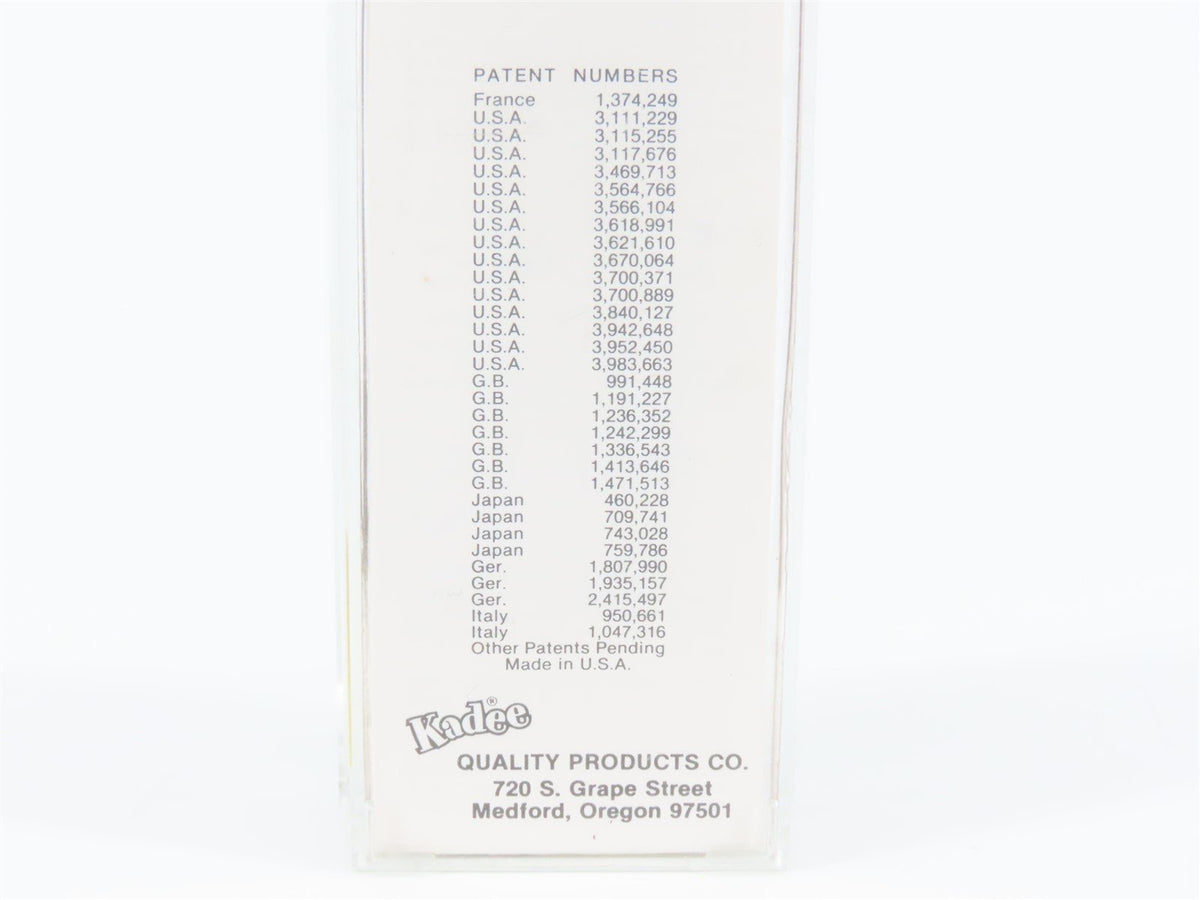 PATENT NUMBERS
France 1,374,249
U.S.A. 3,111,229
U.S.A. 3,115,255
U.S.A. 3,117,676
U.S.A. 3,469,713
U.S.A. 3,564,766
U.S.A. 3,566,104
U.S.A. 3,618,991
U.S.A. 3,621,610
U.S.A. 3,670,064
U.S.A. 3,700,371
U.S.A. 3,700,889
U.S.A. 3,840,127
U.S.A. 3,942,648
U.S.A. 3,952,450
U.S.A. 3,983,663
G.B. 991,448
G.B. 1,191,227
G.B. 1,236,352
G.B. 1,242,299
G.B. 1,336,543
G.B. 1,413,646
G.B. 1,471,513
Japan 460,228
Japan 709,741
Japan 743,028
Japan 759,786
Ger. 1,807,990
Ger. 1,935,157
Ger. 2,415,497
Italy 950,661
Italy 1,047,316
Other Patents Pending
Made in U.S.A.
Kadee®
QUALITY PRODUCTS CO.
720 S. Grape Street
Medford, Oregon 97501